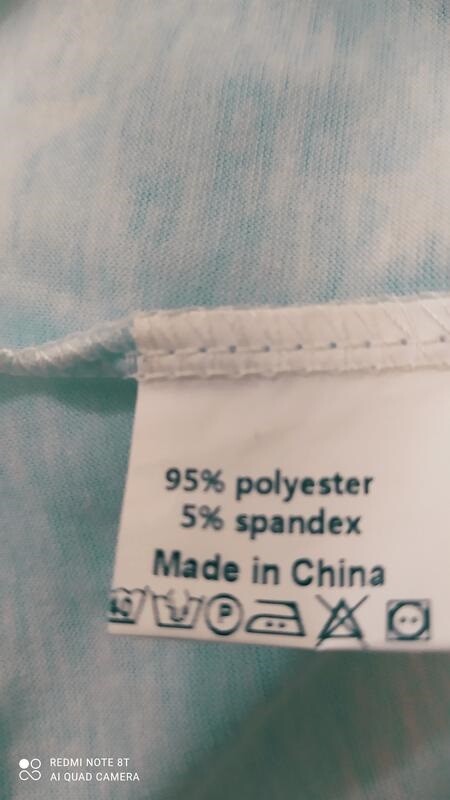 95% polyester
5% spandex
Made in China
40 P
REDMI NOTE 8T
AI QUAD CAMERA